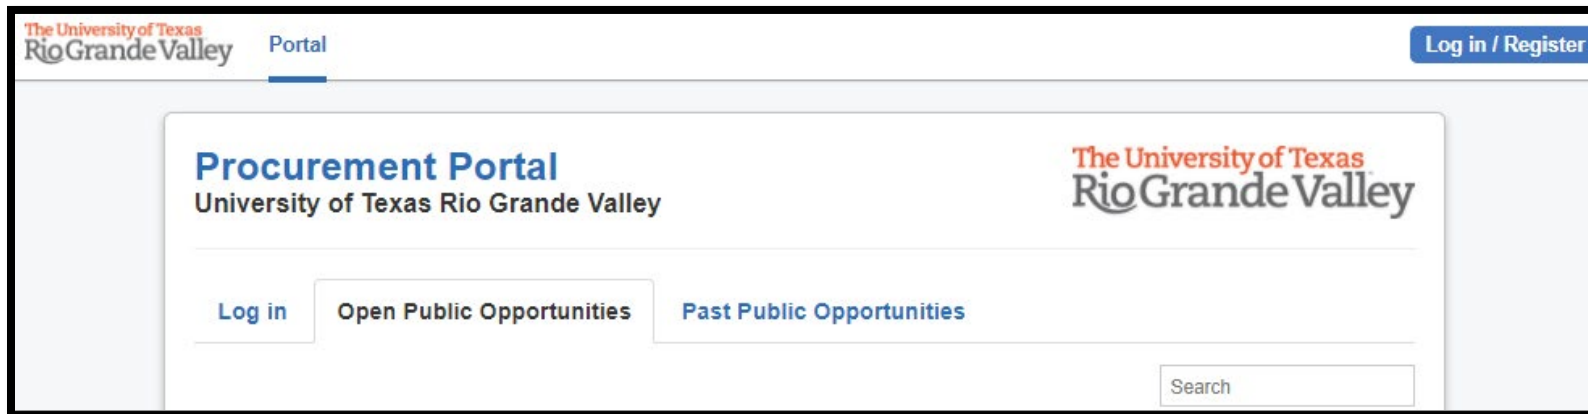 The University of Texas
Rio Grande Valley
Portal
Log in / Register
Procurement Portal
University of Texas Rio Grande Valley
The University of Texas
Rio Grande Valley
Log in
Open Public Opportunities
Past Public Opportunities
Search